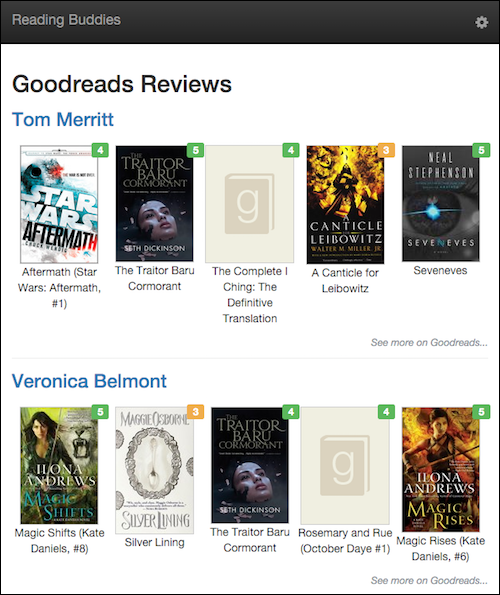 Reading Buddies
Goodreads Reviews
Tom Merritt
4
5
4
3
5
STAR
WARS
AFTERMATH
CHUCK WENDIG
THE
TRAITOR
BARU
CORMORANT
SETH DICKINSON
g
A
CANTICLE
FOR
LEIBOWITZ
WALTER M. MILLER, JR.
NEAL
STEPHENSON
SEVENEVES
Aftermath (Star
Wars: Aftermath,
#1)
The Traitor Baru
Cormorant
The Complete I
Ching: The
Definitive
Translation
A Canticle for
Leibowitz
Seveneves
See more on Goodreads...
Veronica Belmont
5
3
4
4
5
ILONA
ANDREWS
MAGIC
SHIFTS
MAGGIE OSBORNE
SILVER LINING
THE
TRAITOR
BARU
CORMORANT
SETH DICKINSON
g
ILONA
ANDREWS
MAGIC
RISES
Magic Shifts (Kate
Daniels, #8)
Silver Lining
The Traitor Baru
Cormorant
Rosemary and Rue
(October Daye #1)
Magic Rises (Kate
Daniels, #6)
See more on Goodreads...